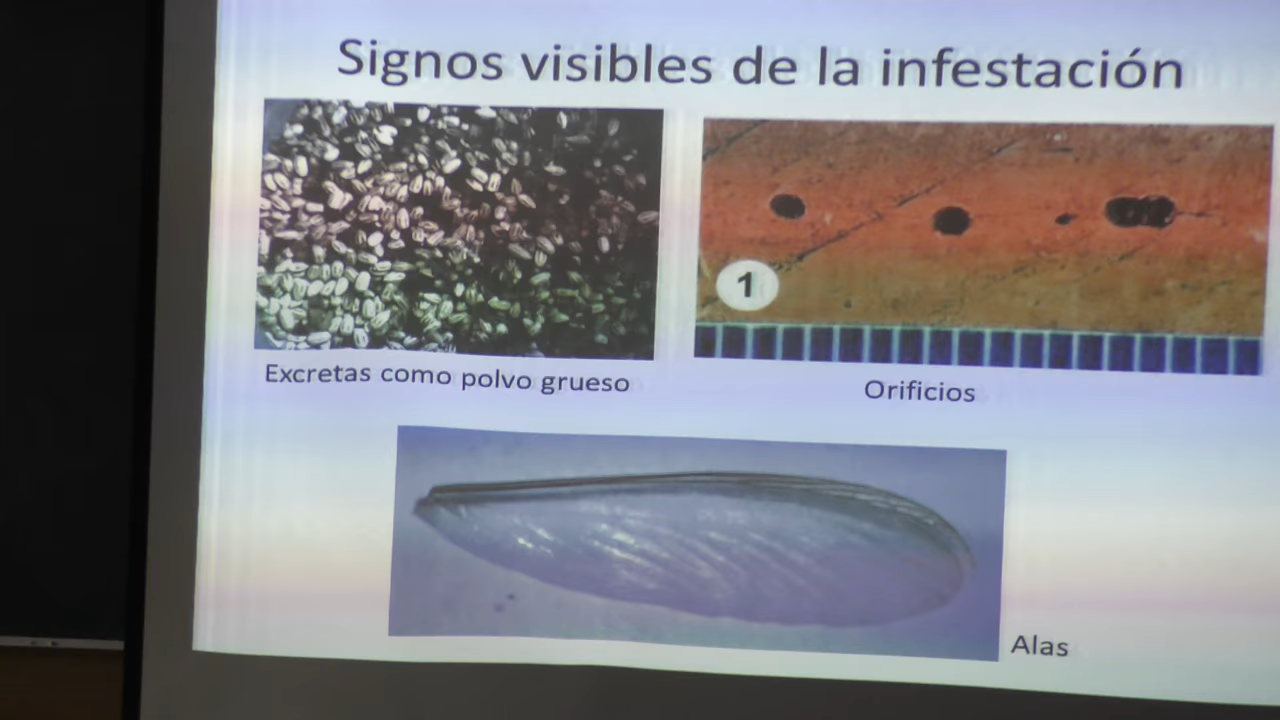 Signos visibles de la infestación
1
Excretas como polvo grueso
Orificios
Alas